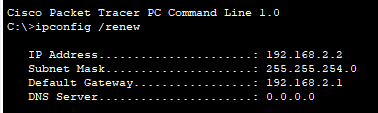 Cisco Packet Tracer PC Command Line 1.0
C:\>ipconfig /renew
IP Address......................: 192.168.2.2
Subnet Mask.....................: 255.255.254.0
Default Gateway.................: 192.168.2.1
DNS Server......................: 0.0.0.0